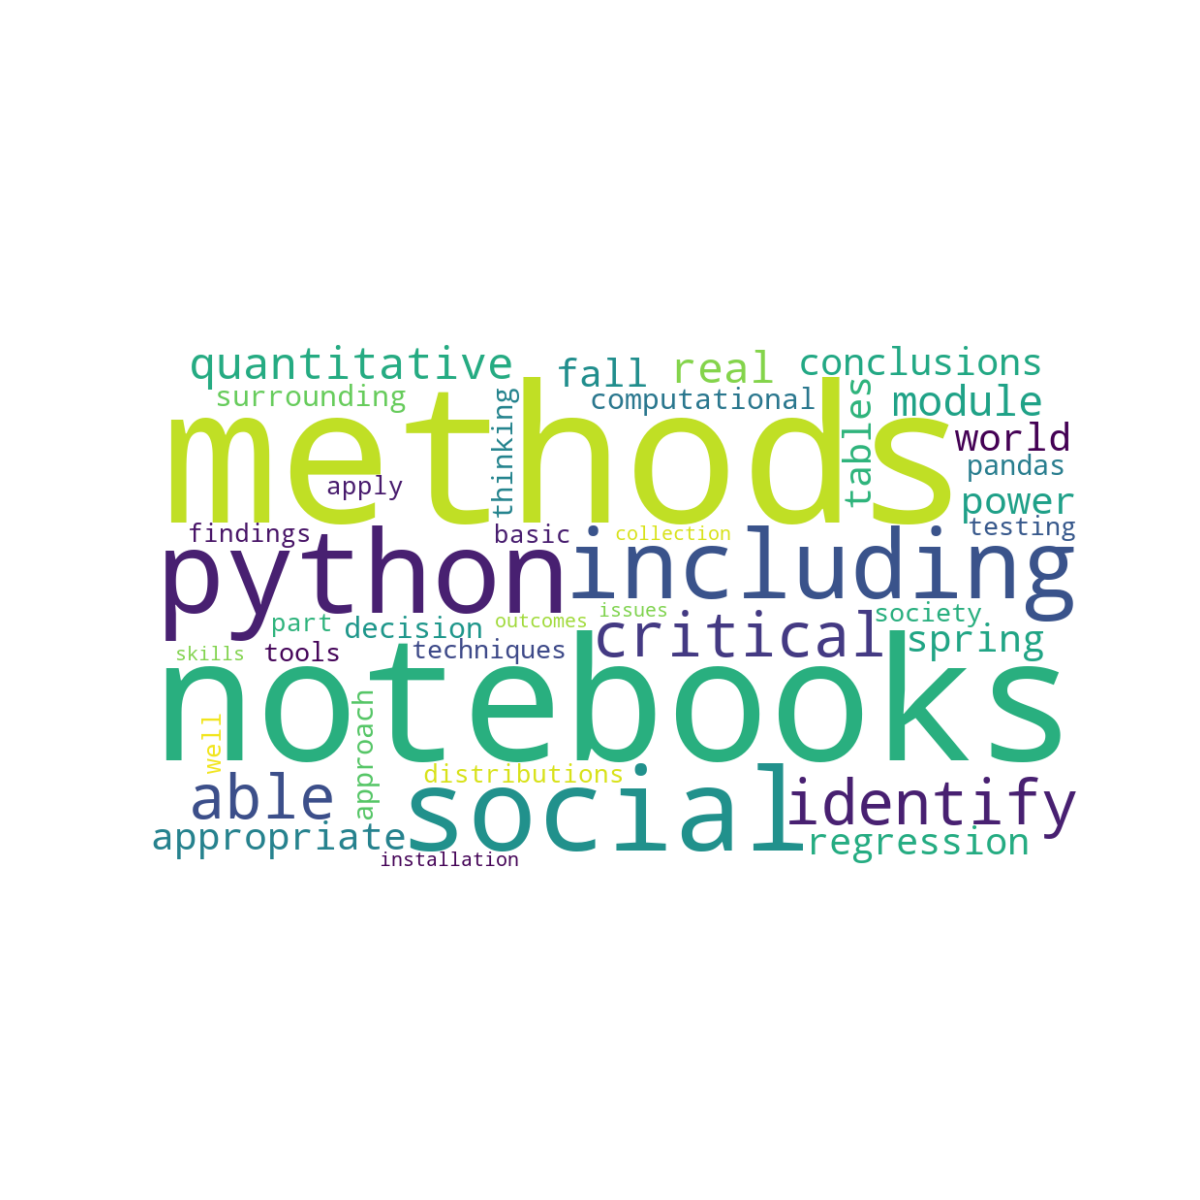 quantitative
fall
real
conclusions
surrounding
thinking
computational
tables
module
methods
world
pandas
apply
power
findings
basic
collection
testing
python
including
part
decision
outcomes
issues
society
skills
tools
techniques
critical
spring
notebooks
well
approach
distributions
able
social
identify
appropriate
regression
installation